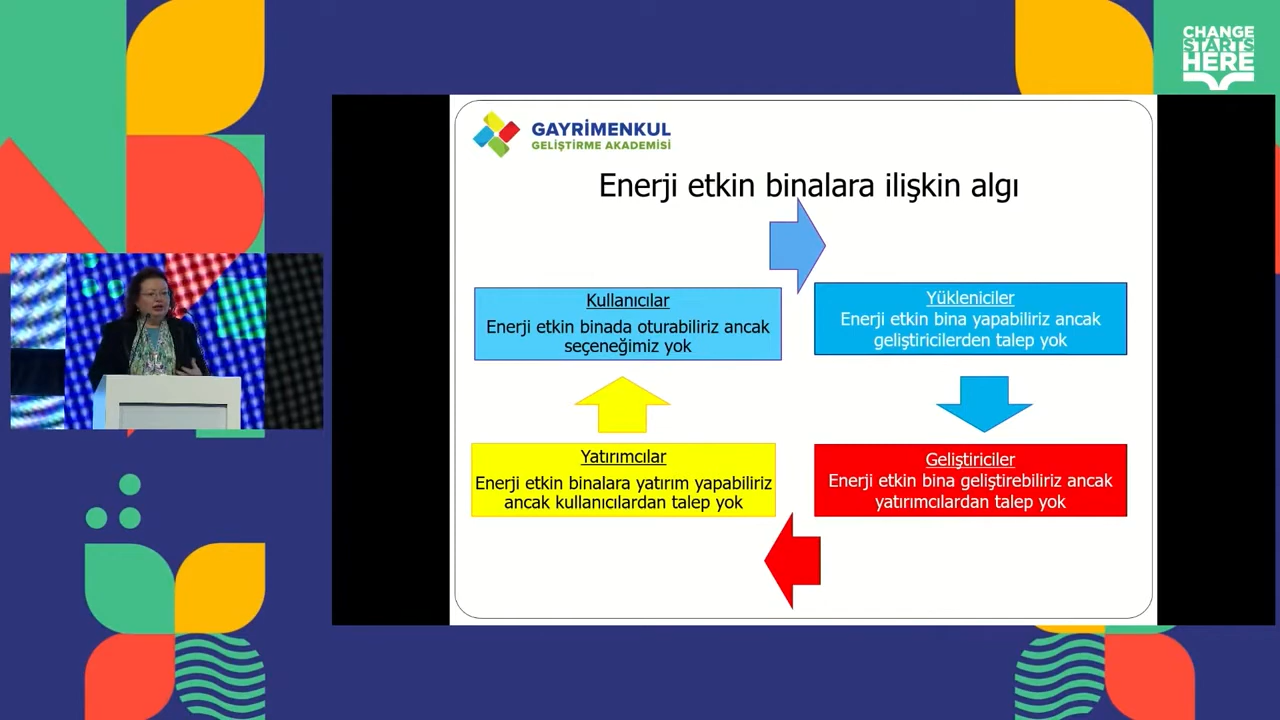 CHANGE
STARTS
HERE
GAYRİMENKUL
GELİŞTİRME AKADEMİSİ
Enerji etkin binalara ilişkin algı
Kullanıcılar
Enerji etkin binada oturabiliriz ancak
seçeneğimiz yok
Yükleniciler
Enerji etkin bina yapabiliriz ancak
geliştiricilerden talep yok
Yatırımcılar
Enerji etkin binalara yatırım yapabiliriz
ancak kullanıcılardan talep yok
Geliştiriciler
Enerji etkin bina geliştirebiliriz ancak
yatırımcılardan talep yok